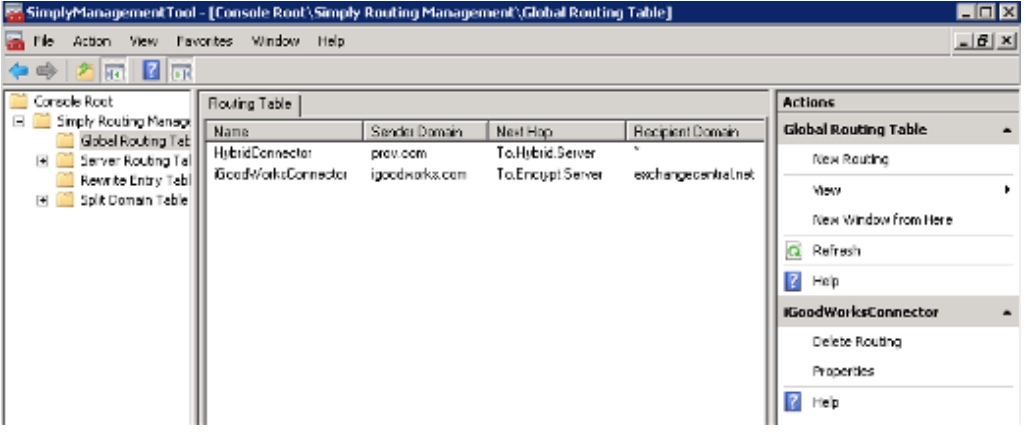 SimplyManagementTool - [Console Root\Simply Routing Management\Global Routing Table]
File Action View Favorites Window Help
Console Root
Simply Routing Manage
Global Routing Tab
Server Routing Tal
Rewrite Entry Tabl
Split Domain Table
Routing Table
Name Sender Domain Next Hop Recipient Domain
HybridConnector prov.com To.Hybrid.Server *
iGoodWorksConnector igoodworks.com To.Encrypt.Server exchangecentral.net
Actions
Global Routing Table
New Routing
View
New Window from Here
Refresh
Help
iGoodWorksConnector
Delete Routing
Properties
Help